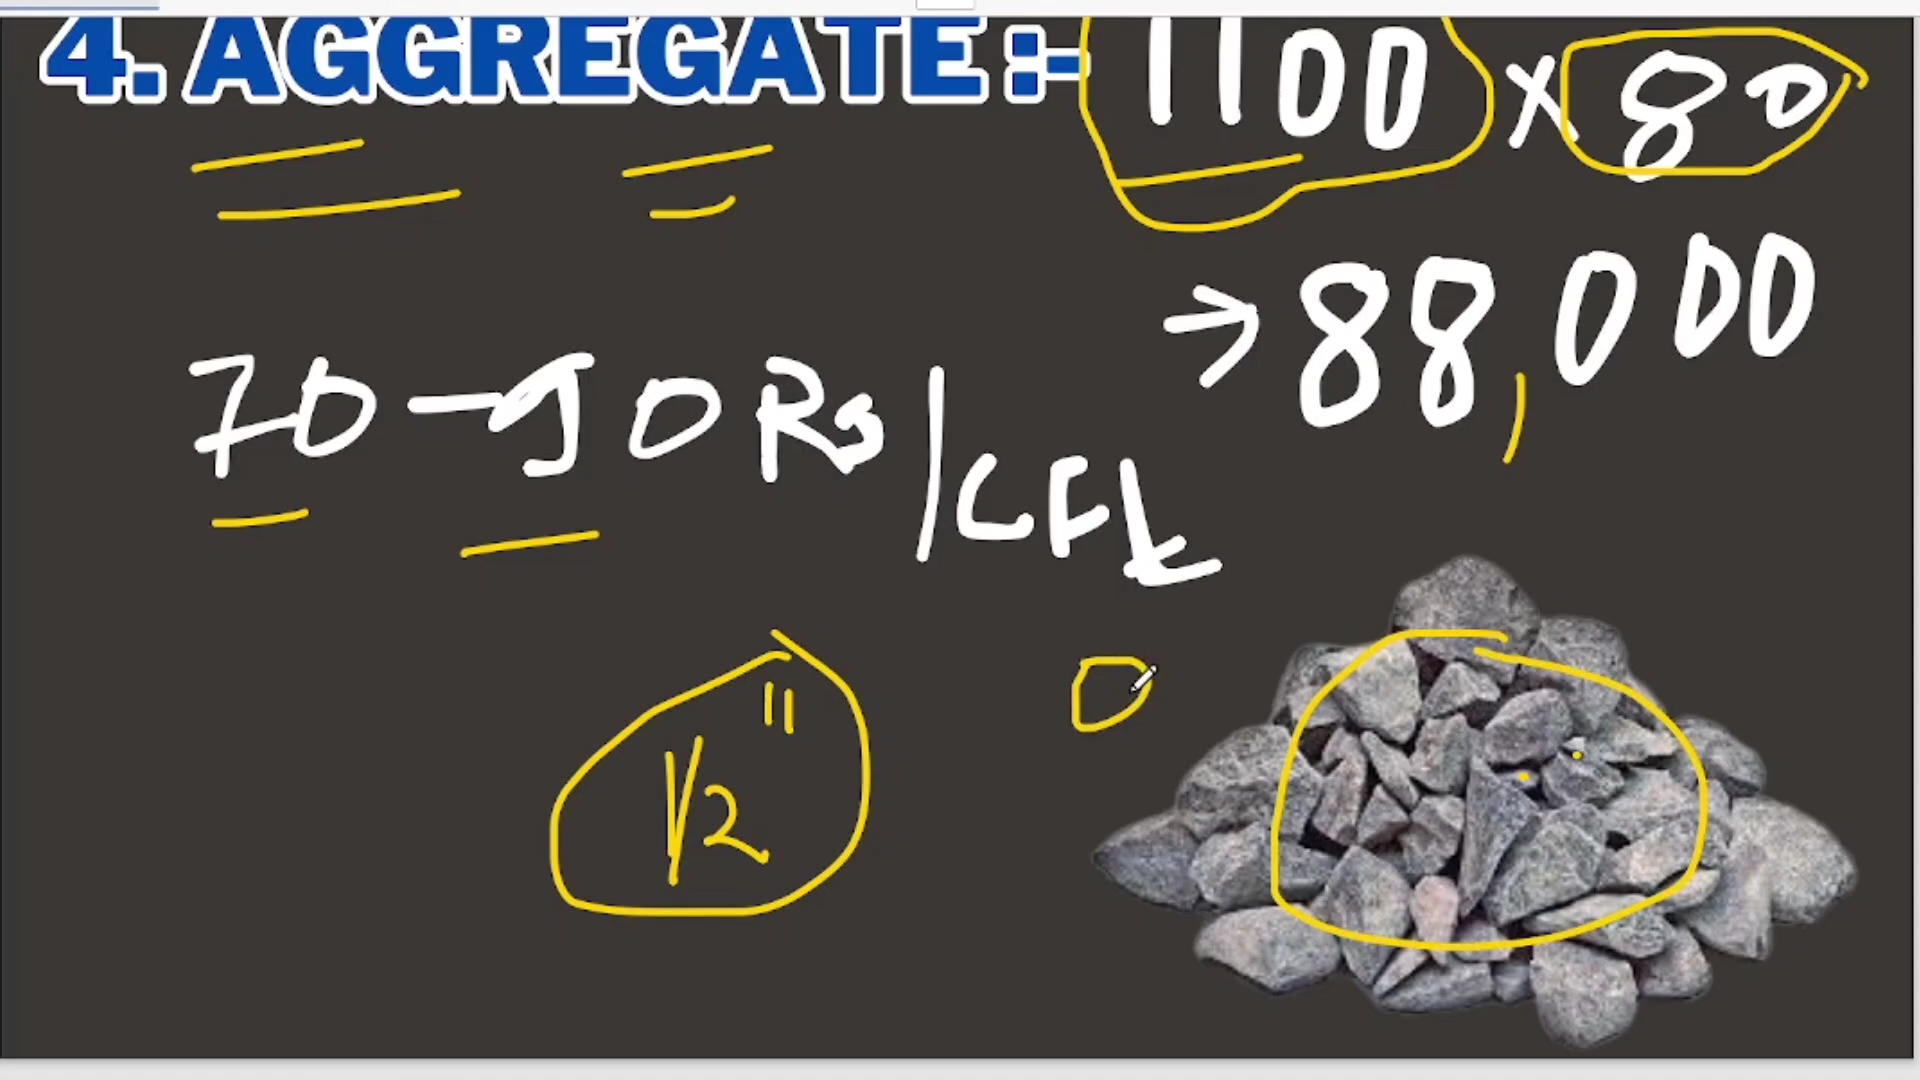 4. AGGREGATE :- 1100 x 80
→ 88,000
70-90 Rs/CFt
1/2"